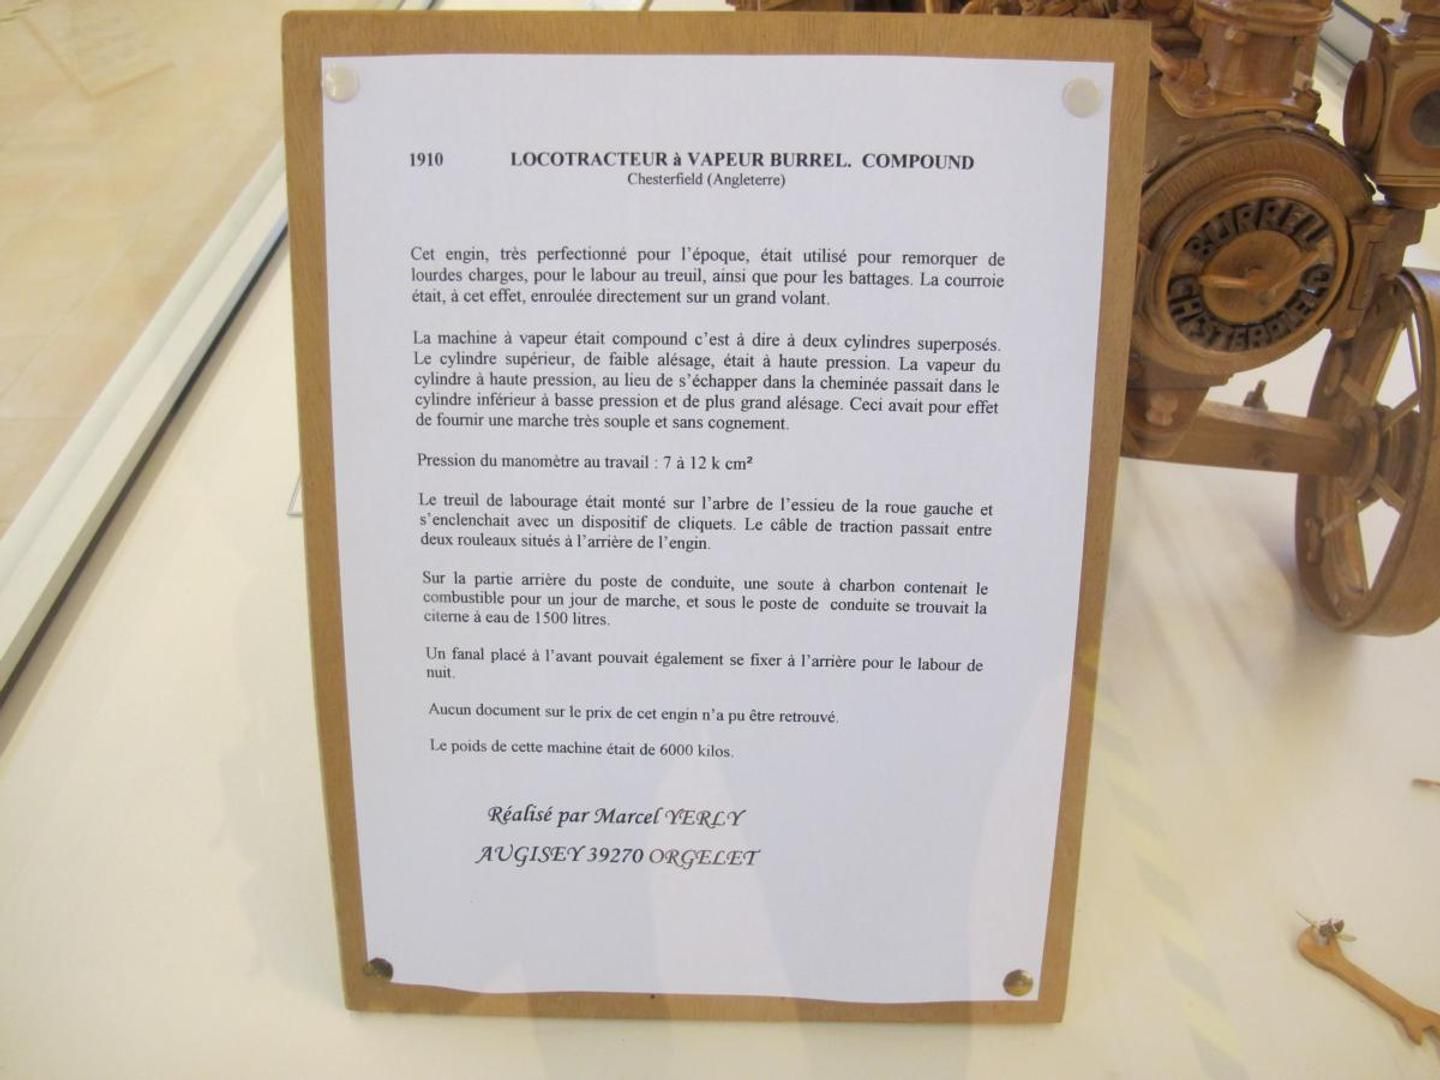 1910 LOCOTRACTEUR à VAPEUR BURREL. COMPOUND
Chesterfield (Angleterre)
Cet engin, très perfectionné pour l'époque, était utilisé pour remorquer de
lourdes charges, pour le labour au treuil, ainsi que pour les battages. La courroie
était, à cet effet, enroulée directement sur un grand volant.
La machine à vapeur était compound c'est à dire à deux cylindres superposés.
Le cylindre supérieur, de faible alésage, était à haute pression. La vapeur du
cylindre à haute pression, au lieu de s'échapper dans la cheminée passait dans le
cylindre inférieur à basse pression et de plus grand alésage. Ceci avait pour effet
de fournir une marche très souple et sans cognement.
Pression du manomètre au travail : 7 à 12 k cm²
Le treuil de labourage était monté sur l'arbre de l'essieu de la roue gauche et
s'enclenchait avec un dispositif de cliquets. Le câble de traction passait entre
deux rouleaux situés à l'arrière de l'engin.
Sur la partie arrière du poste de conduite, une soute à charbon contenait le
combustible pour un jour de marche, et sous le poste de conduite se trouvait la
citerne à eau de 1500 litres.
Un fanal placé à l'avant pouvait également se fixer à l'arrière pour le labour de
nuit.
Aucun document sur le prix de cet engin n'a pu être retrouvé.
Le poids de cette machine était de 6000 kilos.
Réalisé par Marcel YERLY
AUGISEY 39270 ORGELET
BURRELL
CHESTERFIELD